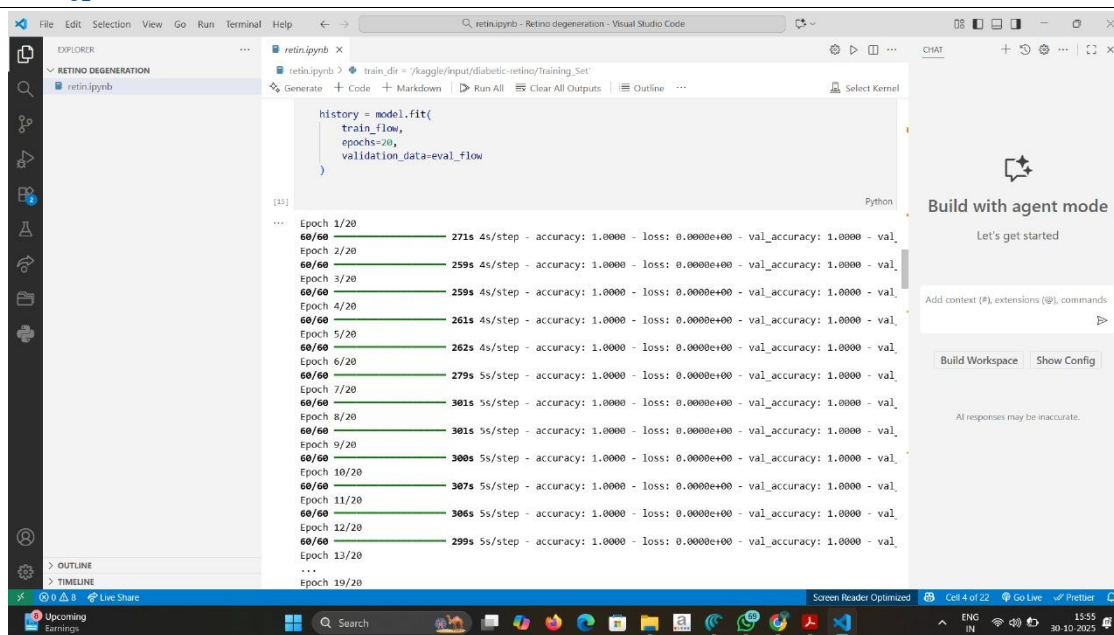 File Edit Selection View Go Run Terminal Help
retin.ipynb - Retino degeneration - Visual Studio Code
EXPLORER
RETINO DEGENERATION
retin.ipynb
OUTLINE
TIMELINE
retin.ipynb
retin.ipynb > train_dir = '/kaggle/input/diabetic-retino/Training_Set'
Generate + Code + Markdown | Run All Clear All Outputs | Outline ...
Select Kernel
history = model.fit(
train_flow,
epochs=20,
validation_data=eval_flow
)
[15]
Python
Epoch 1/20
60/60 271s 4s/step - accuracy: 1.0000 - loss: 0.0000e+00 - val_accuracy: 1.0000 - val_
Epoch 2/20
60/60 259s 4s/step - accuracy: 1.0000 - loss: 0.0000e+00 - val_accuracy: 1.0000 - val_
Epoch 3/20
60/60 259s 4s/step - accuracy: 1.0000 - loss: 0.0000e+00 - val_accuracy: 1.0000 - val_
Epoch 4/20
60/60 261s 4s/step - accuracy: 1.0000 - loss: 0.0000e+00 - val_accuracy: 1.0000 - val_
Epoch 5/20
60/60 262s 4s/step - accuracy: 1.0000 - loss: 0.0000e+00 - val_accuracy: 1.0000 - val_
Epoch 6/20
60/60 279s 5s/step - accuracy: 1.0000 - loss: 0.0000e+00 - val_accuracy: 1.0000 - val_
Epoch 7/20
60/60 301s 5s/step - accuracy: 1.0000 - loss: 0.0000e+00 - val_accuracy: 1.0000 - val_
Epoch 8/20
60/60 301s 5s/step - accuracy: 1.0000 - loss: 0.0000e+00 - val_accuracy: 1.0000 - val_
Epoch 9/20
60/60 300s 5s/step - accuracy: 1.0000 - loss: 0.0000e+00 - val_accuracy: 1.0000 - val_
Epoch 10/20
60/60 307s 5s/step - accuracy: 1.0000 - loss: 0.0000e+00 - val_accuracy: 1.0000 - val_
Epoch 11/20
60/60 306s 5s/step - accuracy: 1.0000 - loss: 0.0000e+00 - val_accuracy: 1.0000 - val_
Epoch 12/20
60/60 299s 5s/step - accuracy: 1.0000 - loss: 0.0000e+00 - val_accuracy: 1.0000 - val_
Epoch 13/20
...
Epoch 19/20
CHAT
Build with agent mode
Let's get started
Add context (#), extensions (@), commands
Build Workspace Show Config
AI responses may be inaccurate.
0 8 Live Share
Screen Reader Optimized Cell 4 of 22 Go Live Prettier
Upcoming
Earnings
Search
ENG
IN
15:55
30-10-2025